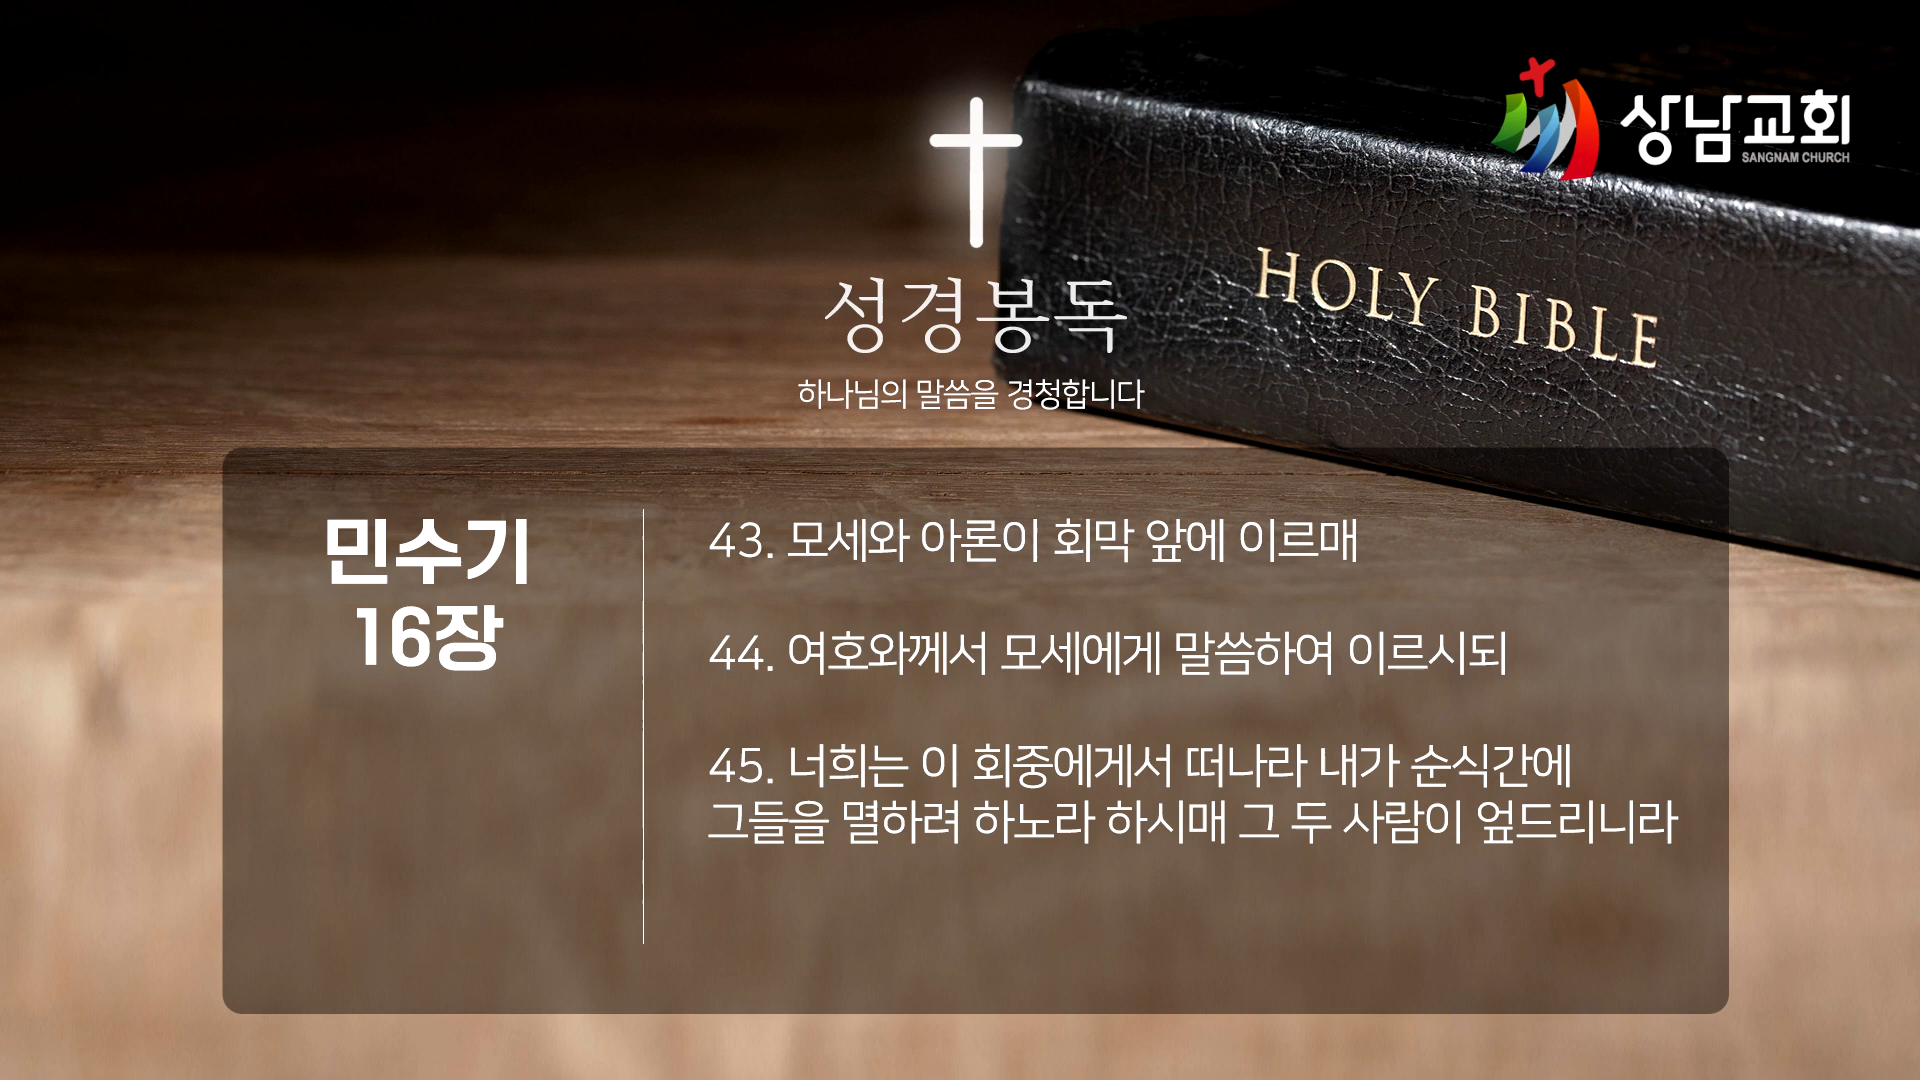 상남교회
SANGNAM CHURCH
HOLY BIBLE
성경봉독
하나님의 말씀을 경청합니다
민수기
16장
43. 모세와 아론이 회막 앞에 이르매
44. 여호와께서 모세에게 말씀하여 이르시되
45. 너희는 이 회중에게서 떠나라 내가 순식간에
그들을 멸하려 하노라 하시매 그 두 사람이 엎드리니라